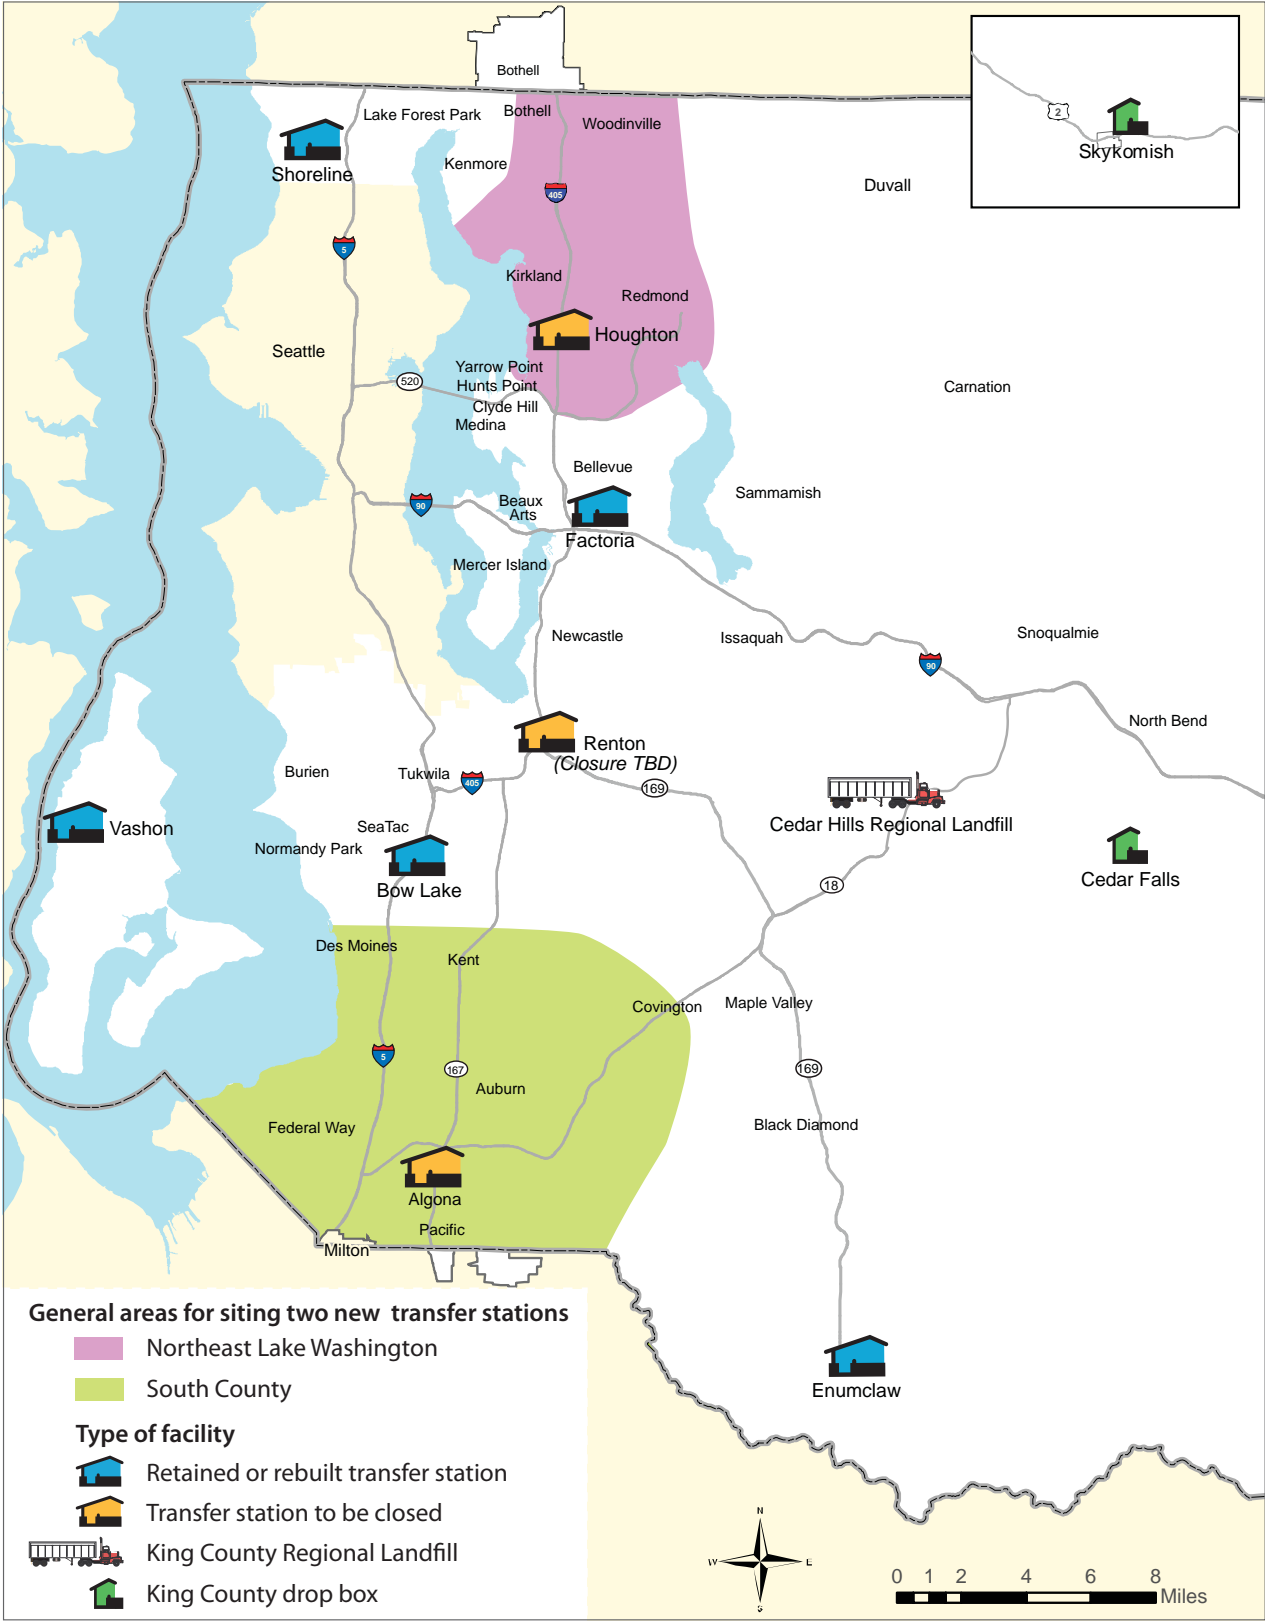 Bothell
Lake Forest Park
Bothell
Woodinville
Shoreline
Kenmore
405
2
Skykomish
Duvall
5
Kirkland
Redmond
Houghton
Seattle
Yarrow Point
520
Hunts Point
Clyde Hill
Medina
Carnation
Bellevue
Beaux
Arts
90
Sammamish
Factoria
Mercer Island
Newcastle
Issaquah
Snoqualmie
90
North Bend
Renton
(Closure TBD)
Burien
Tukwila
405
169
Vashon
SeaTac
Normandy Park
Bow Lake
Cedar Hills Regional Landfill
18
Cedar Falls
Des Moines
Kent
Covington
Maple Valley
5
167
169
Auburn
Federal Way
Black Diamond
Algona
Pacific
Milton
Enumclaw
General areas for siting two new transfer stations
Northeast Lake Washington
South County
Type of facility
Retained or rebuilt transfer station
Transfer station to be closed
King County Regional Landfill
King County drop box
N
W
E
S
0 1 2 4 6 8
Miles